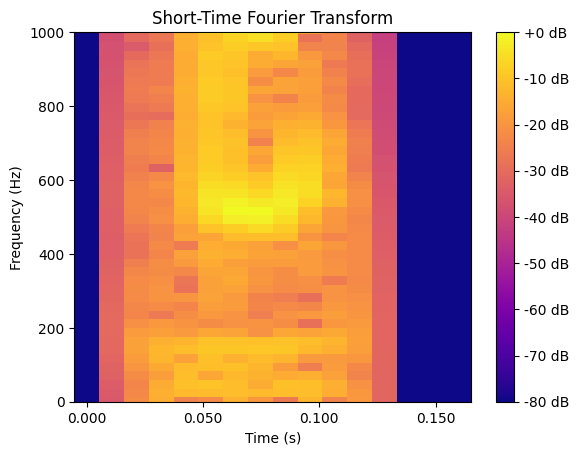 Short-Time Fourier Transform
1000
800
600
400
200
0
Frequency (Hz)
0.000
0.050
0.100
0.150
Time (s)
+0 dB
-10 dB
-20 dB
-30 dB
-40 dB
-50 dB
-60 dB
-70 dB
-80 dB